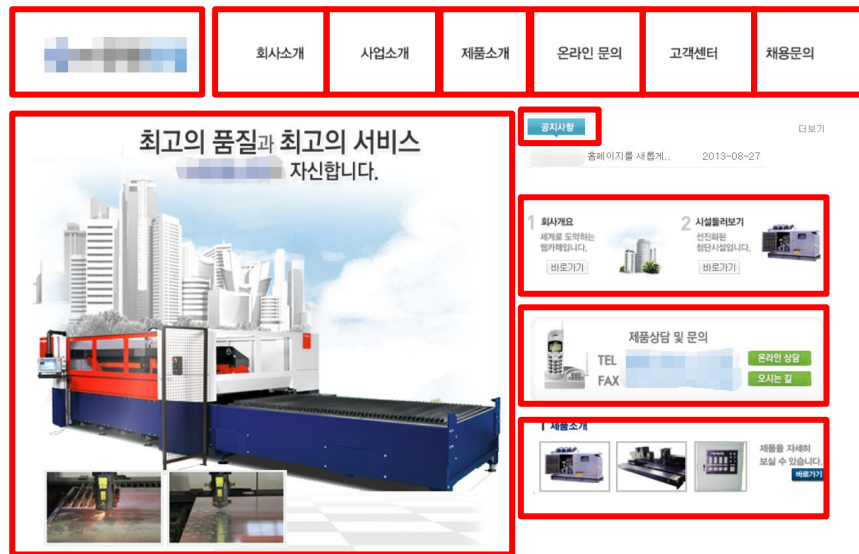 회사소개
사업소개
제품소개
온라인 문의
고객센터
채용문의
최고의 품질과 최고의 서비스
자신합니다.
공지사항
더보기
홈페이지를 새롭게.. 2013-08-27
1 회사개요
세계로 도약하는
웹카페입니다.
바로가기
2 시설둘러보기
선진화된
첨단시설입니다.
바로가기
제품상담 및 문의
TEL
온라인 상담
FAX
오시는 길
제품소개
제품을 자세히
보실 수 있습니다.
바로가기